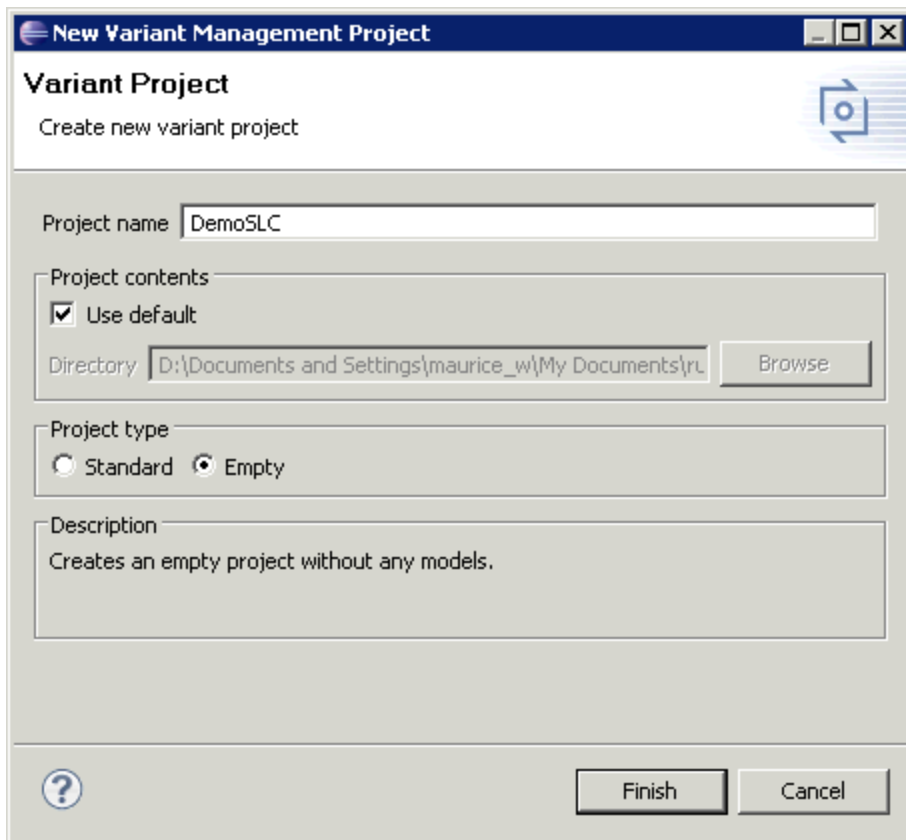 New Variant Management Project
Variant Project
Create new variant project
Project name DemoSLC
Project contents
Use default
Directory D:\Documents and Settings\maurice_w\My Documents\ru
Browse
Project type
Standard Empty
Description
Creates an empty project without any models.
? Finish Cancel